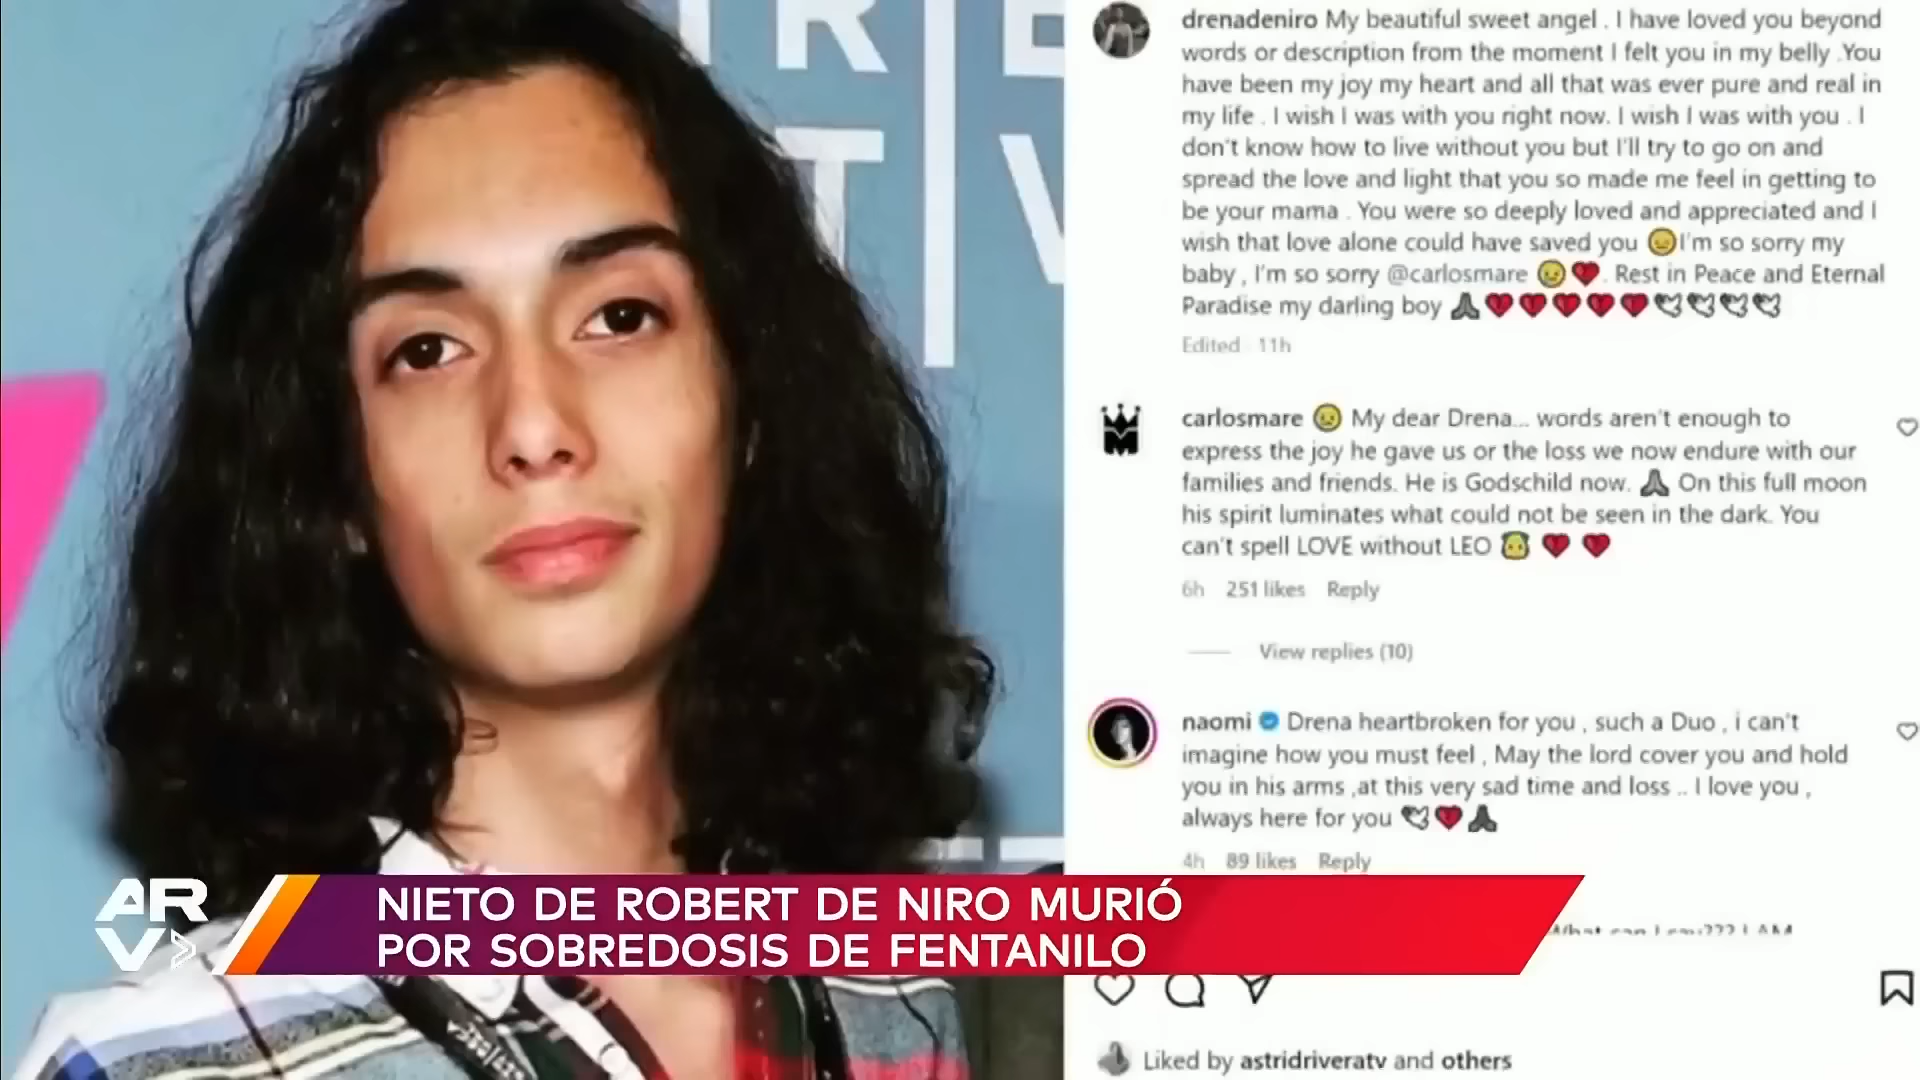 TRIBE
T V
drenadeniro My beautiful sweet angel . I have loved you beyond
words or description from the moment I felt you in my belly .You
have been my joy my heart and all that was ever pure and real in
my life . I wish I was with you right now. I wish I was with you . I
don't know how to live without you but I'll try to go on and
spread the love and light that you so made me feel in getting to
be your mama . You were so deeply loved and appreciated and I
wish that love alone could have saved you 😔I'm so sorry my
baby , I'm so sorry @carlosmare 😢💔. Rest in Peace and Eternal
Paradise my darling boy 🙏💔💔💔💔💔🕊🕊🕊🕊
Edited · 11h
carlosmare 😢 My dear Drena... words aren't enough to
express the joy he gave us or the loss we now endure with our
families and friends. He is Godschild now. 🙏 On this full moon
his spirit luminates what could not be seen in the dark. You
can't spell LOVE without LEO 😇 💔 💔
6h 251 likes Reply
View replies (10)
naomi Drena heartbroken for you , such a Duo , i can't
imagine how you must feel , May the lord cover you and hold
you in his arms ,at this very sad time and loss .. I love you ,
always here for you 🕊💔🙏
4h 89 likes Reply
What can I say??? I AM
ARV
NIETO DE ROBERT DE NIRO MURIÓ
POR SOBREDOSIS DE FENTANILO
Liked by astridriveratv and others